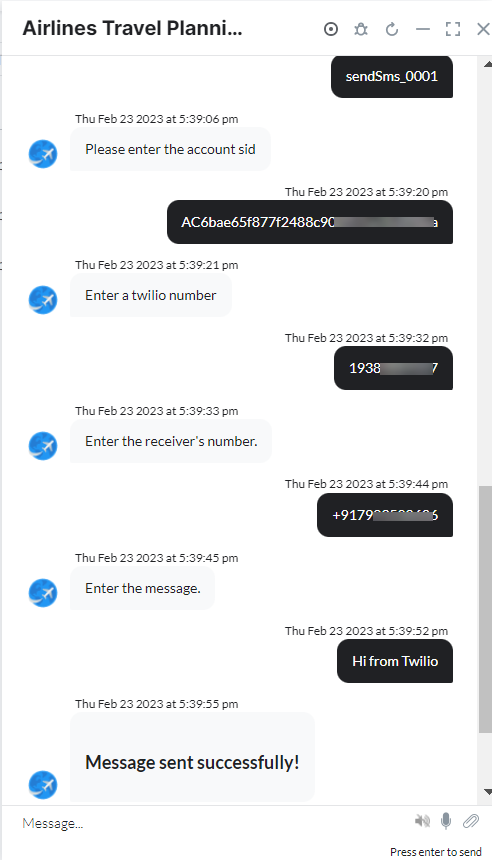 Airlines Travel Planni...
sendSms_0001
Thu Feb 23 2023 at 5:39:06 pm
Please enter the account sid
Thu Feb 23 2023 at 5:39:20 pm
AC6bae65f877f2488c90 a
Thu Feb 23 2023 at 5:39:21 pm
Enter a twilio number
Thu Feb 23 2023 at 5:39:32 pm
1938 7
Thu Feb 23 2023 at 5:39:33 pm
Enter the receiver's number.
Thu Feb 23 2023 at 5:39:44 pm
+9179 6
Thu Feb 23 2023 at 5:39:45 pm
Enter the message.
Thu Feb 23 2023 at 5:39:52 pm
Hi from Twilio
Thu Feb 23 2023 at 5:39:55 pm
Message sent successfully!
Message...
Press enter to send